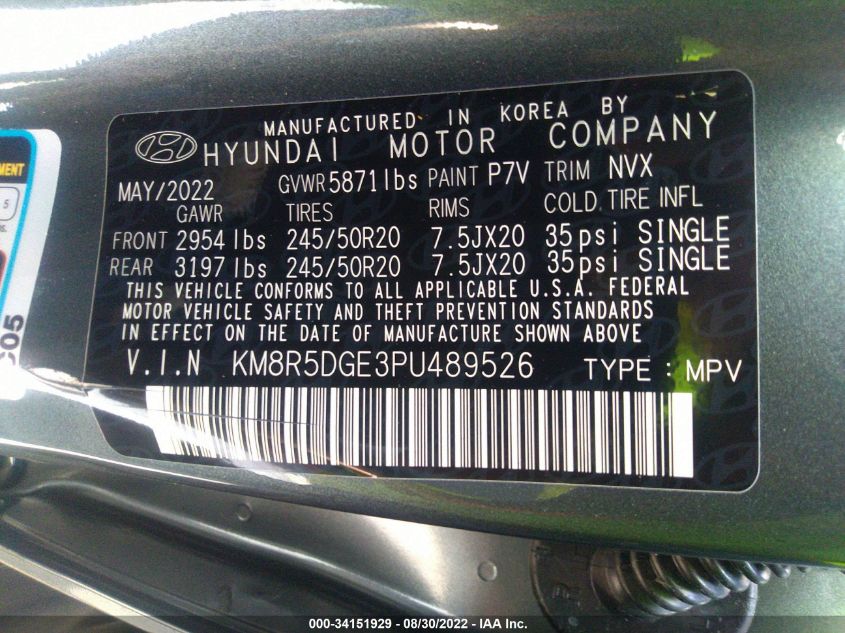 MANUFACTURED IN KOREA BY
HYUNDAI MOTOR COMPANY
MAY/2022 GVWR 5871lbs PAINT P7V TRIM NVX
GAWR TIRES RIMS COLD TIRE INFL
FRONT 2954 lbs 245/50R20 7.5JX20 35psi SINGLE
REAR 3197 lbs 245/50R20 7.5JX20 35psi SINGLE
THIS VEHICLE CONFORMS TO ALL APPLICABLE U.S.A. FEDERAL
MOTOR VEHICLE SAFETY AND THEFT PREVENTION STANDARDS
IN EFFECT ON THE DATE OF MANUFACTURE SHOWN ABOVE
V.I.N KM8R5DGE3PU489526 TYPE : MPV
5
000-34151929 - 08/30/2022 - IAA Inc.